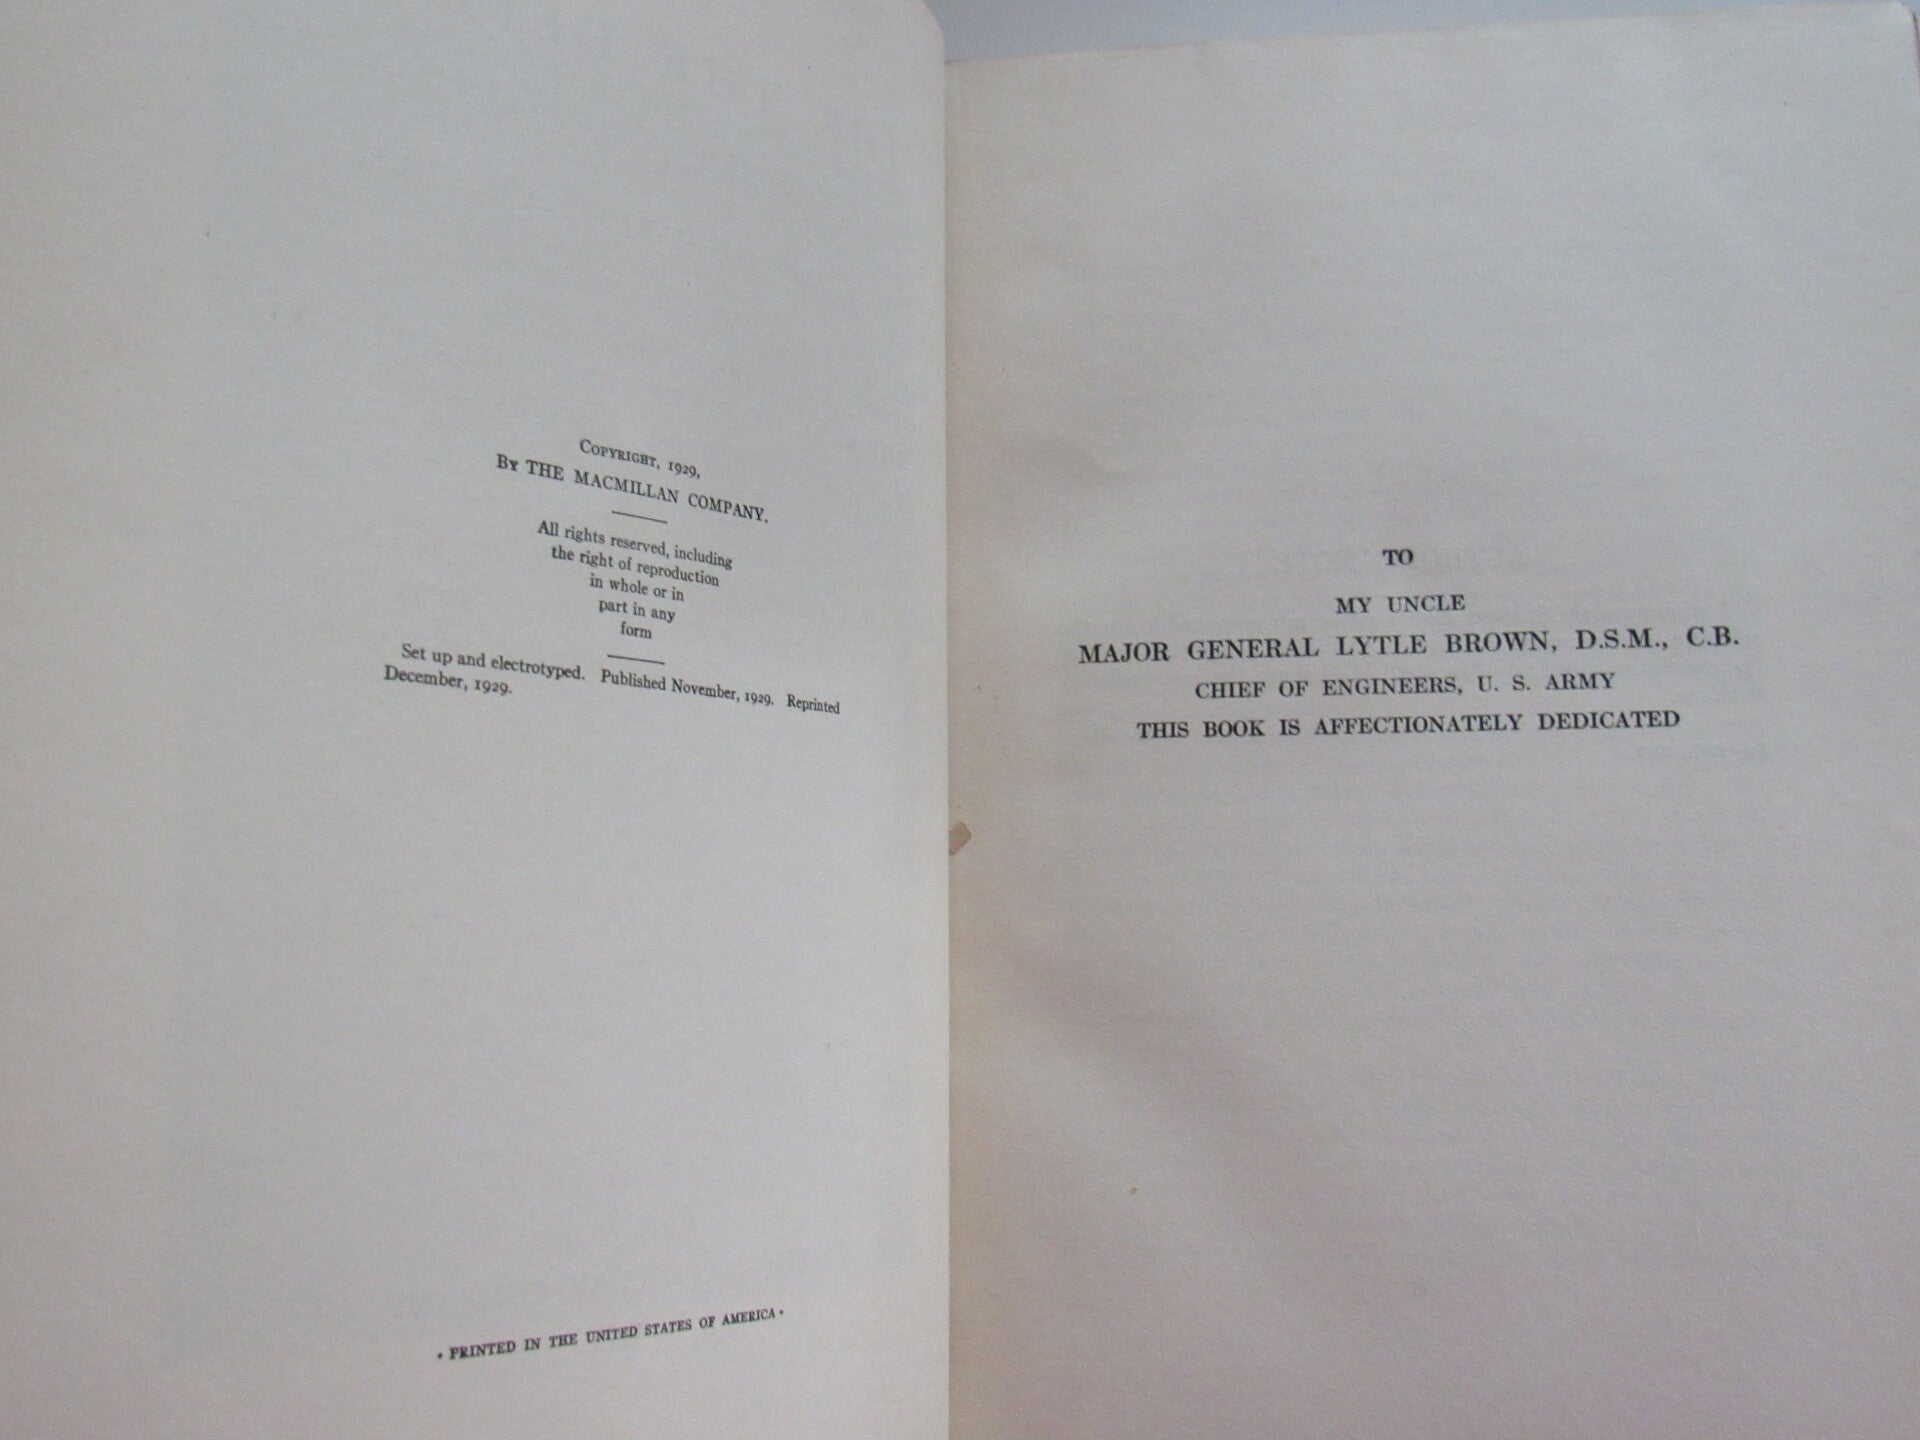 Copyright, 1929,
By THE MACMILLAN COMPANY.
All rights reserved, including
the right of reproduction
in whole or in
part in any
form
Set up and electrotyped. Published November, 1929. Reprinted
December, 1929.
· PRINTED IN THE UNITED STATES OF AMERICA ·
TO
MY UNCLE
MAJOR GENERAL LYTLE BROWN, D.S.M., C.B.
CHIEF OF ENGINEERS, U. S. ARMY
THIS BOOK IS AFFECTIONATELY DEDICATED